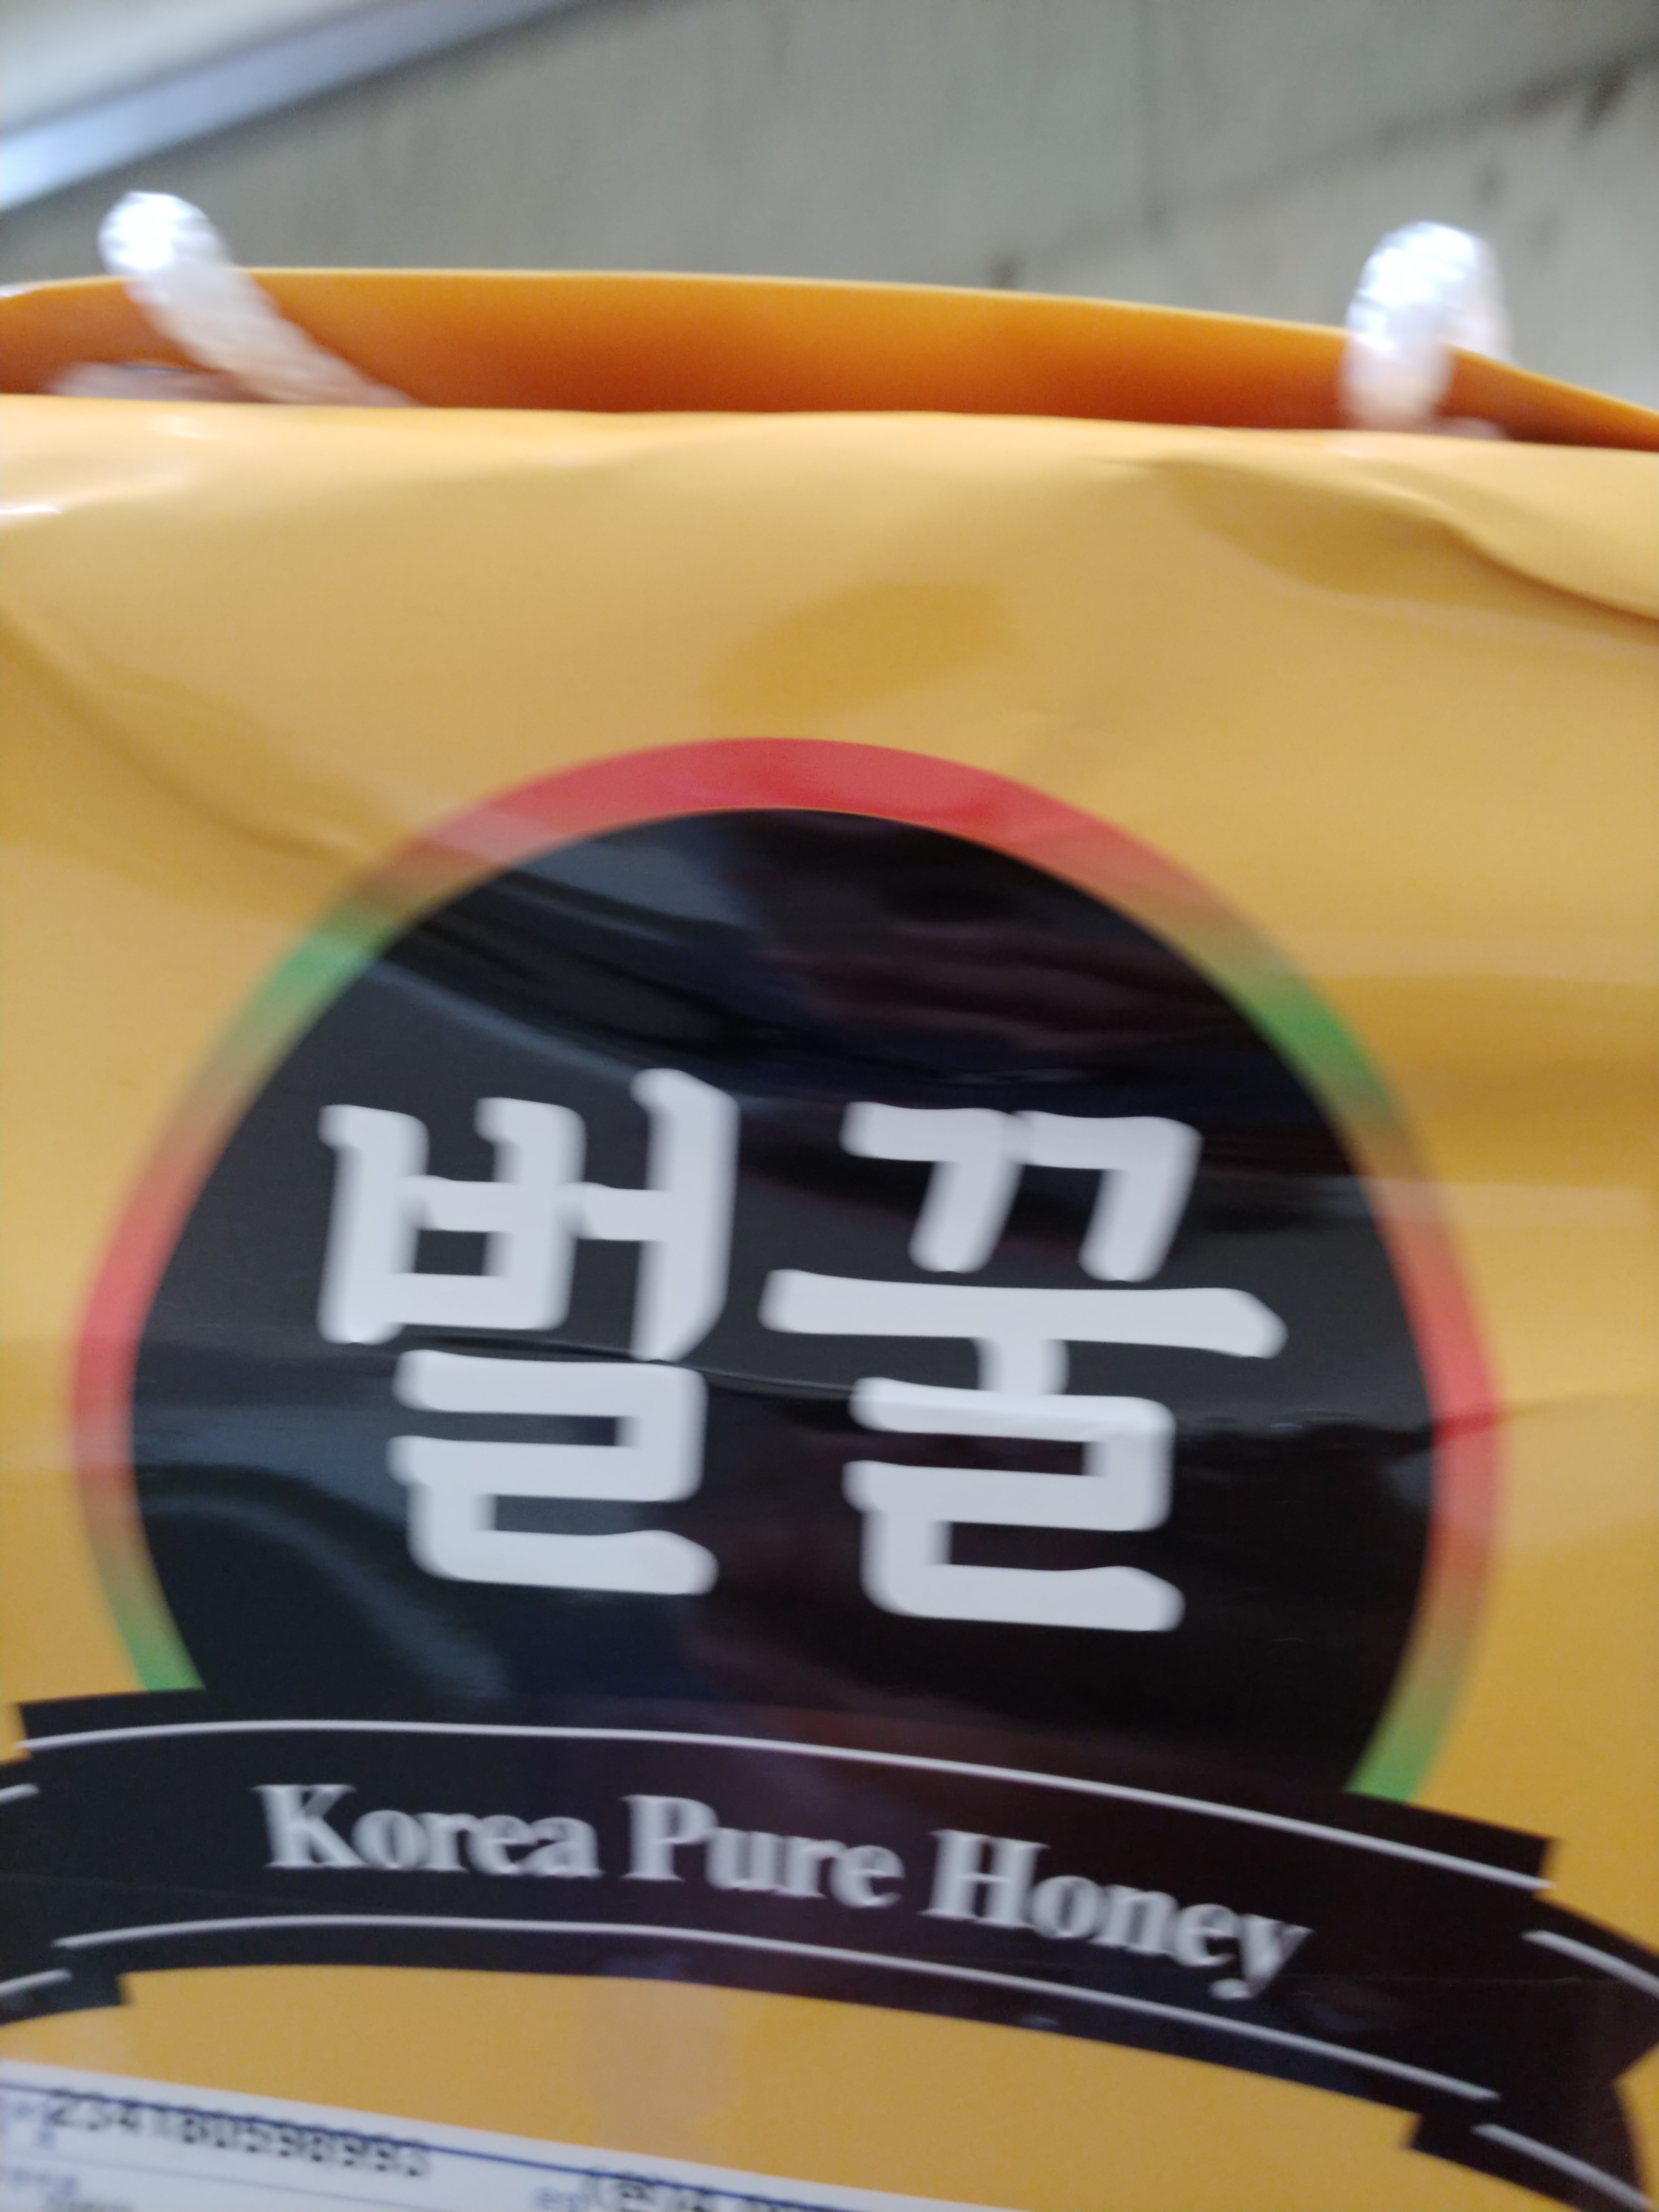 벌꿀
Korea Pure Honey